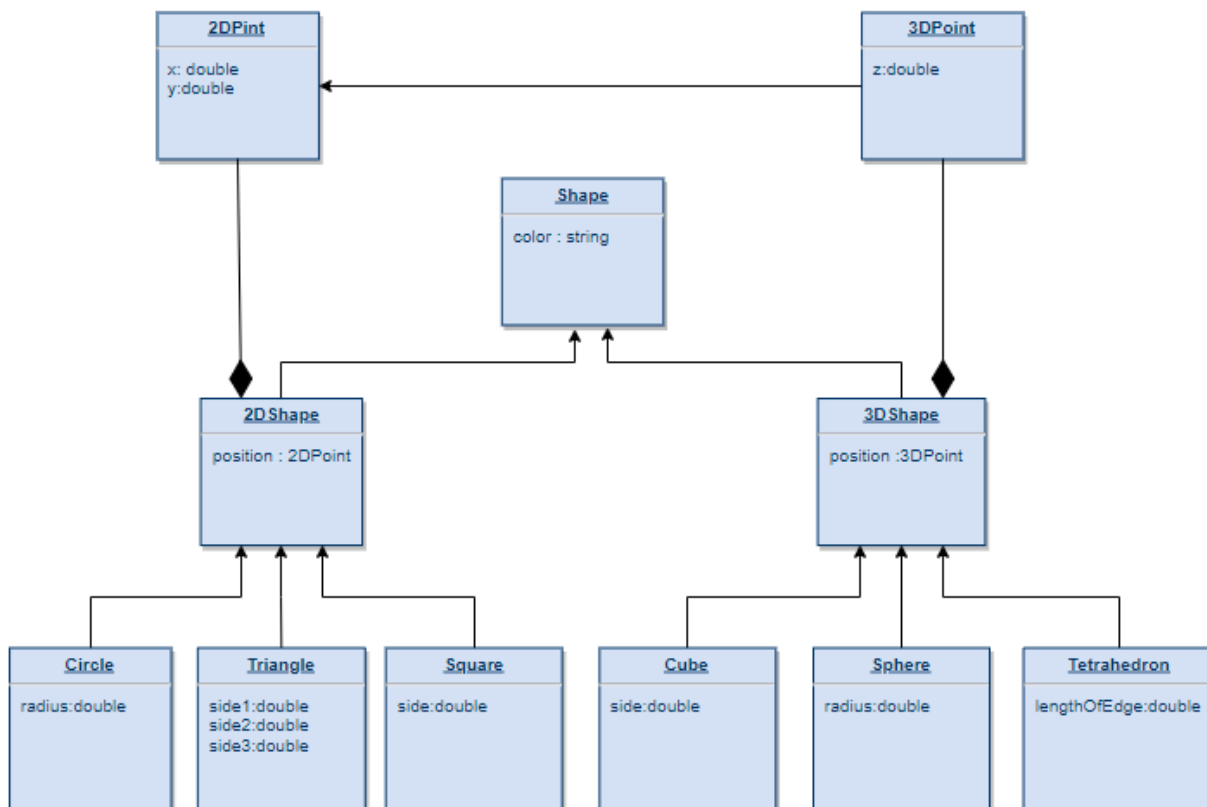 2DPint
x: double
y:double
3DPoint
z:double
Shape
color : string
2DShape
position : 2DPoint
3DShape
position :3DPoint
Circle
radius:double
Triangle
side1:double
side2:double
side3:double
Square
side:double
Cube
side:double
Sphere
radius:double
Tetrahedron
lengthOfEdge:double